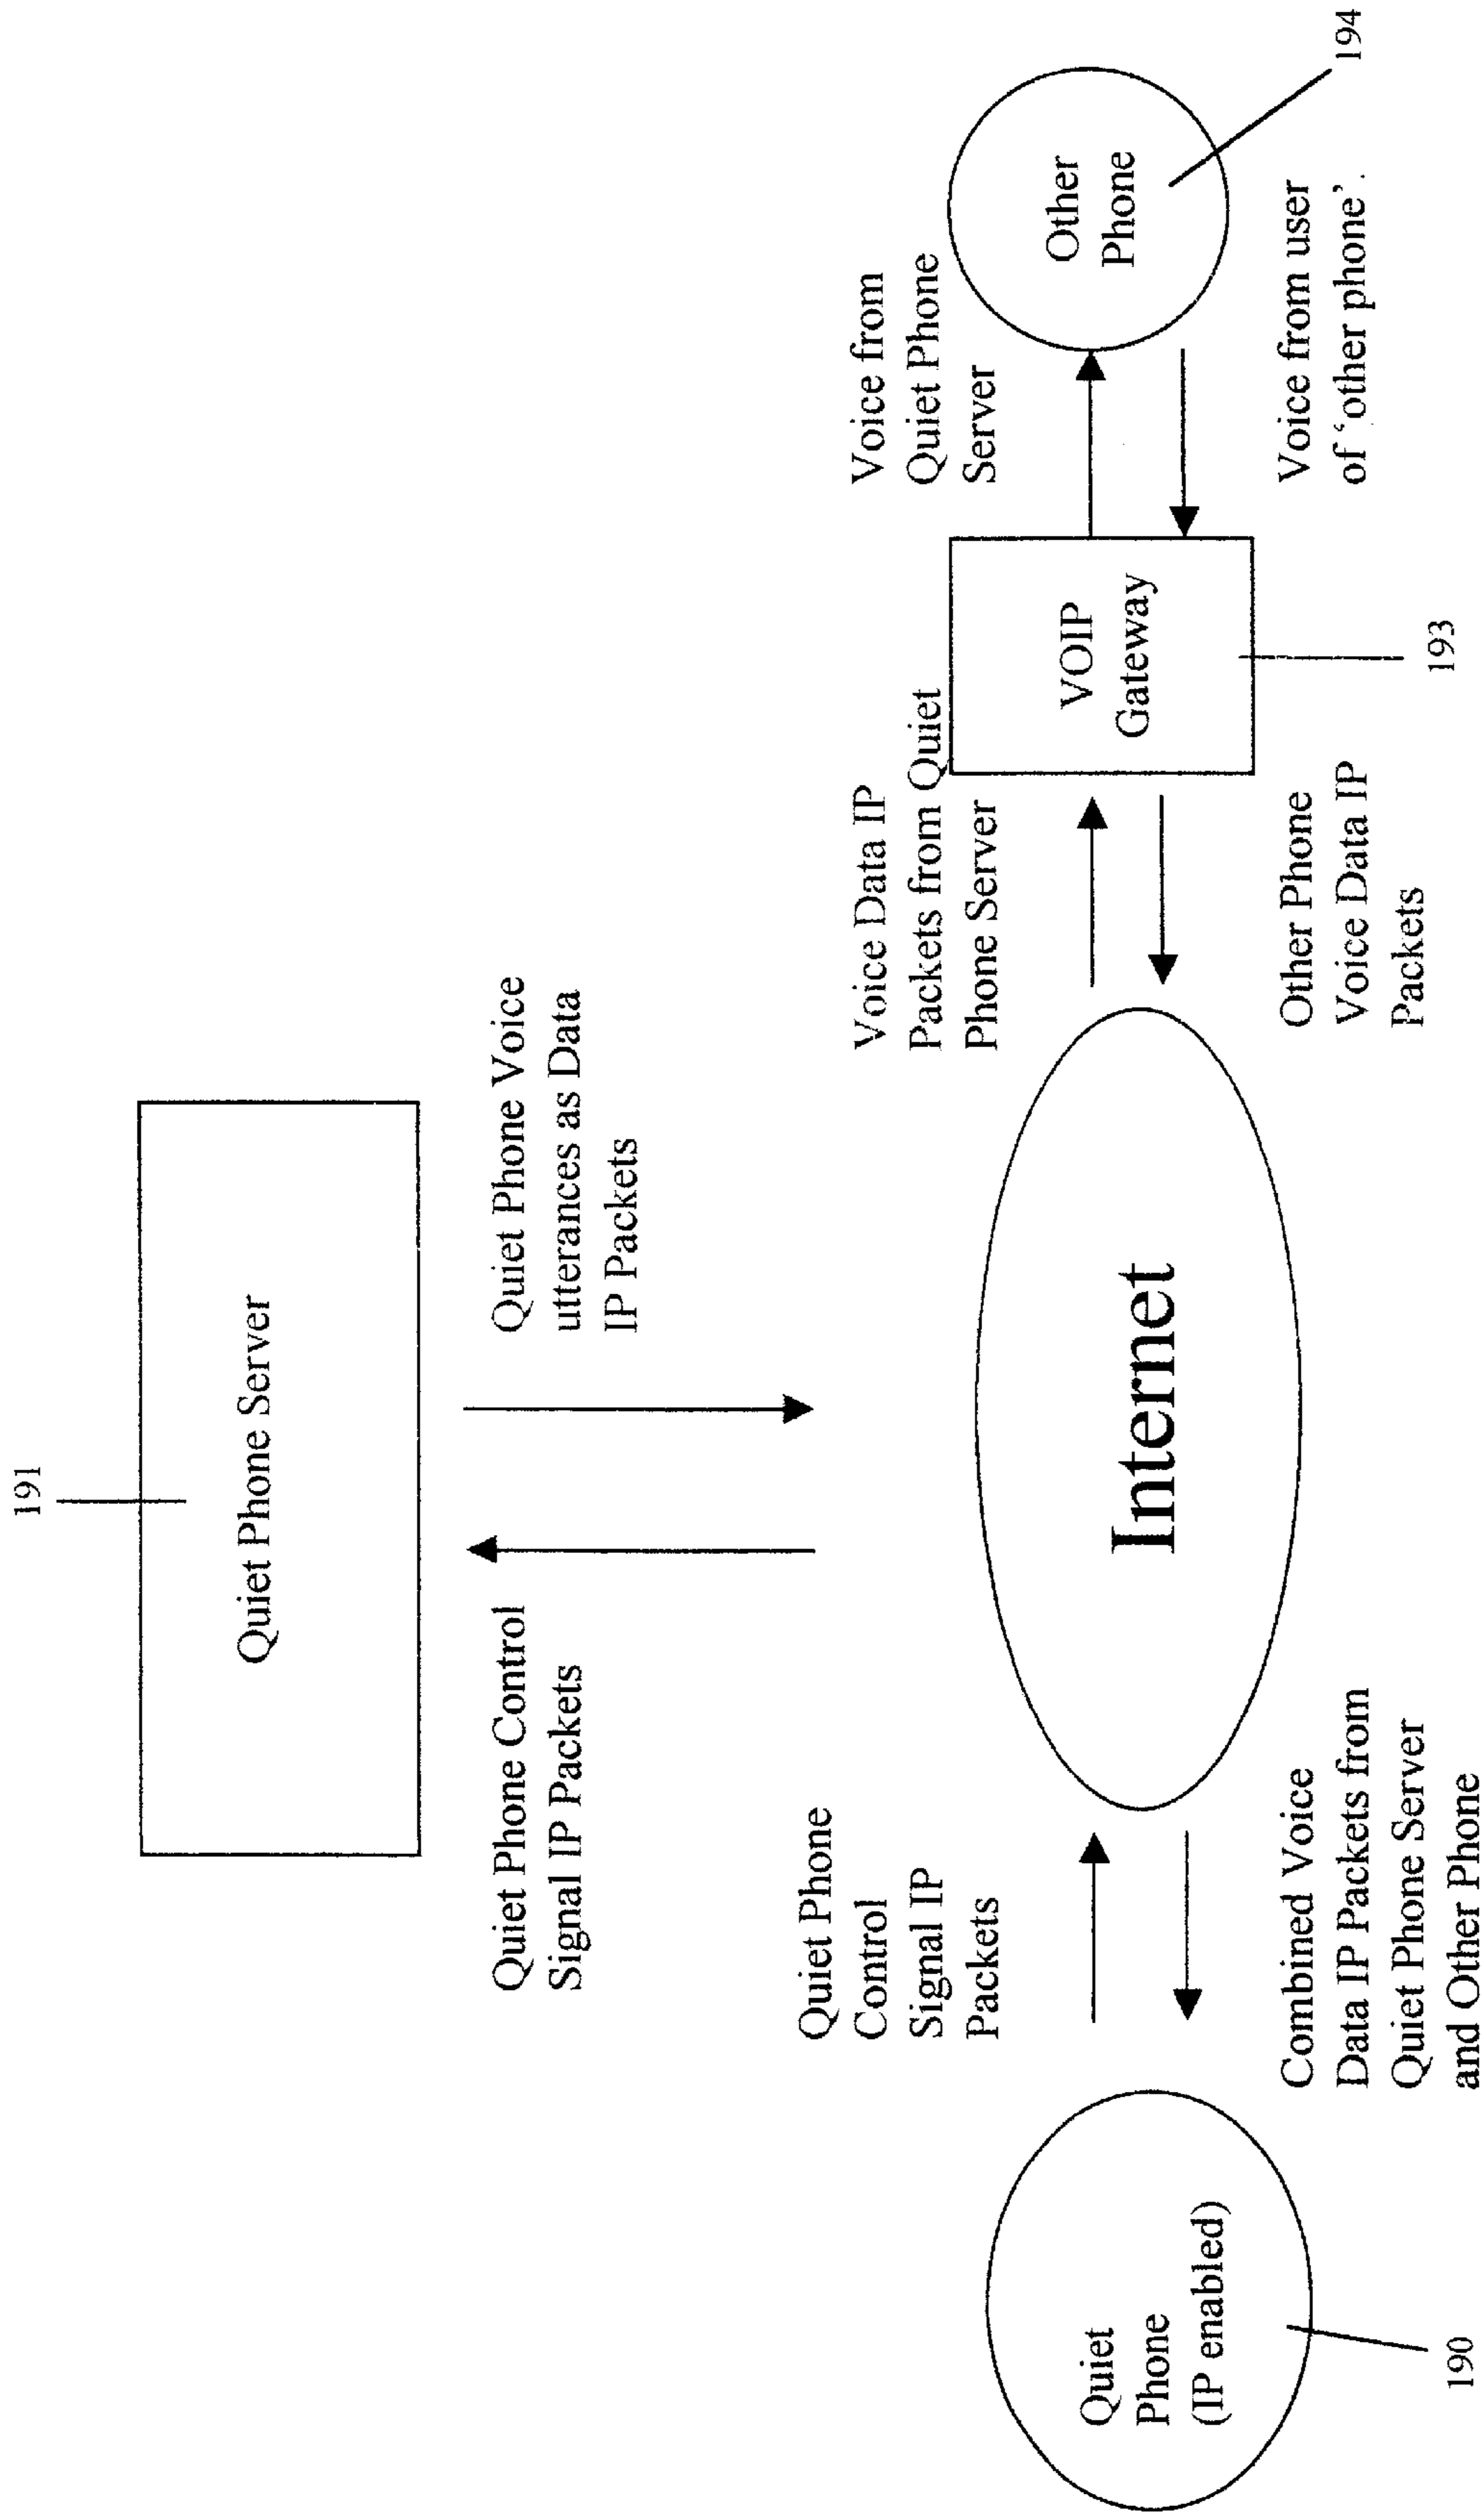 191
Quiet Phone Server
Quiet Phone Control
Signal IP Packets
Quiet Phone Voice
utterances as Data
IP Packets
Quiet Phone
Control
Signal IP
Packets
Voice Data IP
Packets from Quiet
Phone Server
Voice from
Quiet Phone
Server
Quiet
Phone
(IP enabled)
Internet
VOIP
Gateway
Other
Phone
Combined Voice
Data IP Packets from
Quiet Phone Server
and Other Phone
Other Phone
Voice Data IP
Packets
Voice from user
of ‘other phone’.
190
193
194